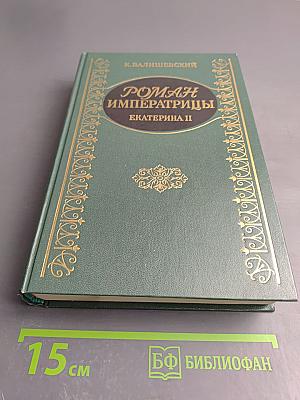 К. ВАЛИШЕВСКИЙ
РОМАН
ИМПЕРАТРИЦЫ
ЕКАТЕРИНА II
15 см
БФ БИБЛИОФАН